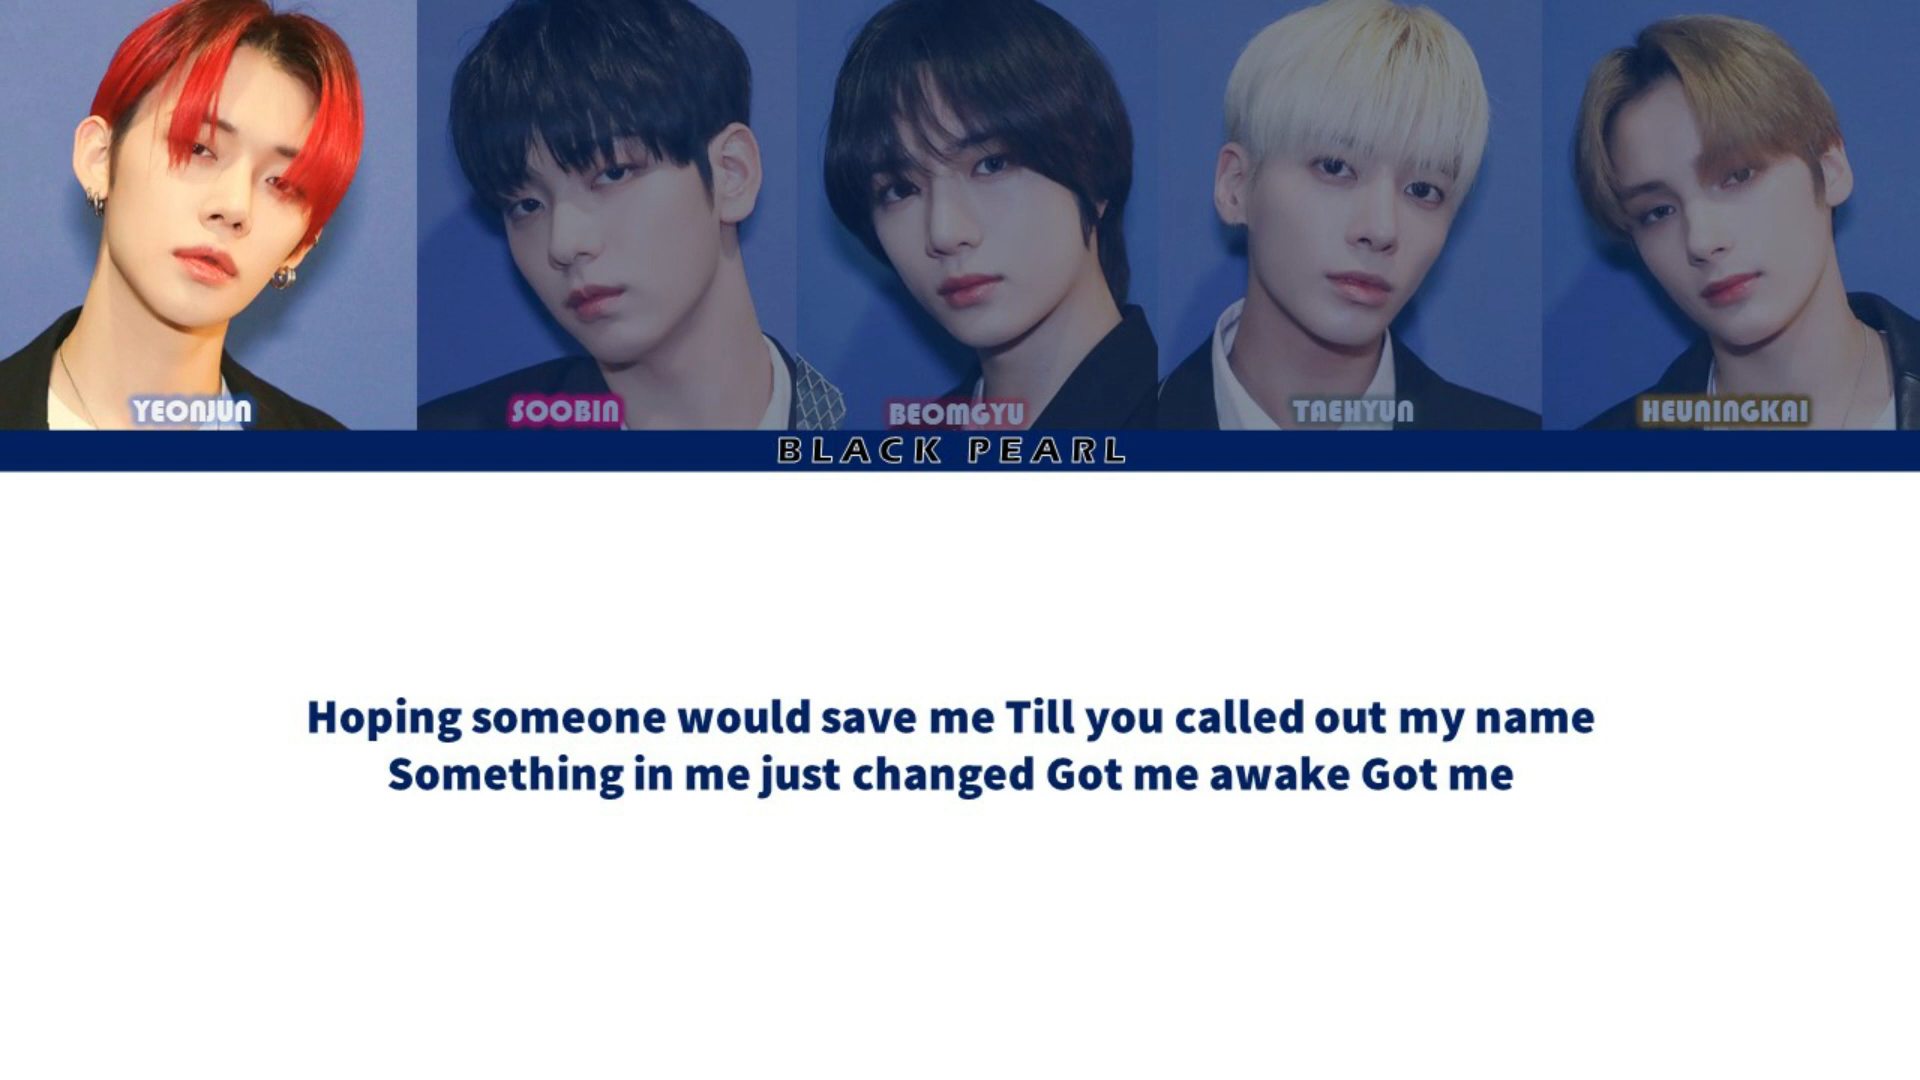 YEONJUN
SOOBIN
BEOMGYU
TAEHYUN
HEUNINGKAI
BLACK PEARL
Hoping someone would save me Till you called out my name
Something in me just changed Got me awake Got me